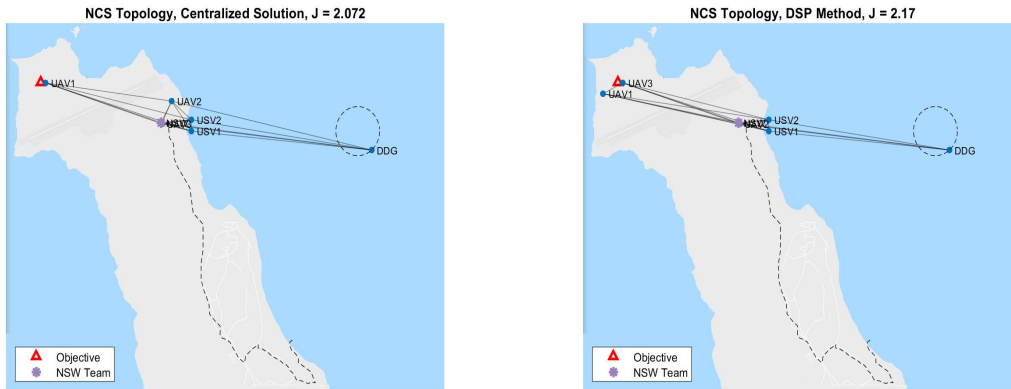 NCS Topology, Centralized Solution, J = 2.072
UAV1
UAV2
USV2
USV1
DDG
Objective
NSW Team
NCS Topology, DSP Method, J = 2.17
UAV3
UAV1
USV2
USV1
DDG
Objective
NSW Team